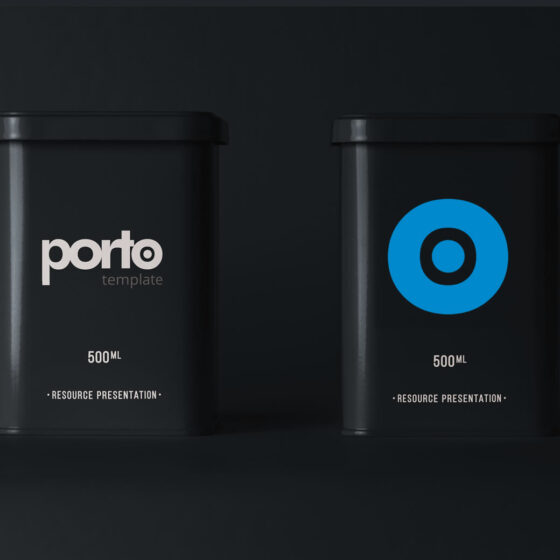 porto
template
500ML
·RESOURCE PRESENTATION·
500ML
·RESOURCE PRESENTATION·